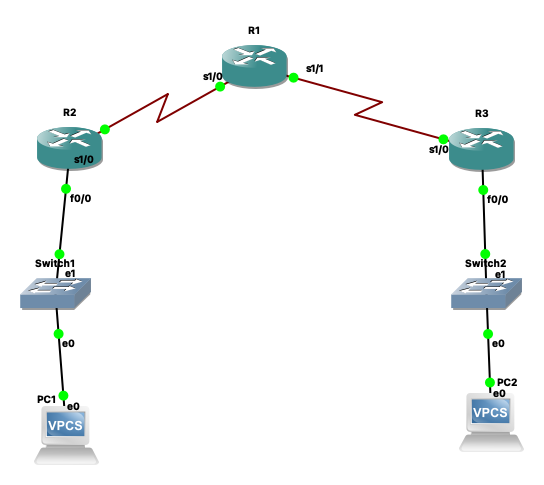 R1
s1/0
s1/1
R2
s1/0
R3
s1/0
f0/0
f0/0
Switch1
e1
Switch2
e1
e0
e0
PC1
e0
VPCS
PC2
e0
VPCS